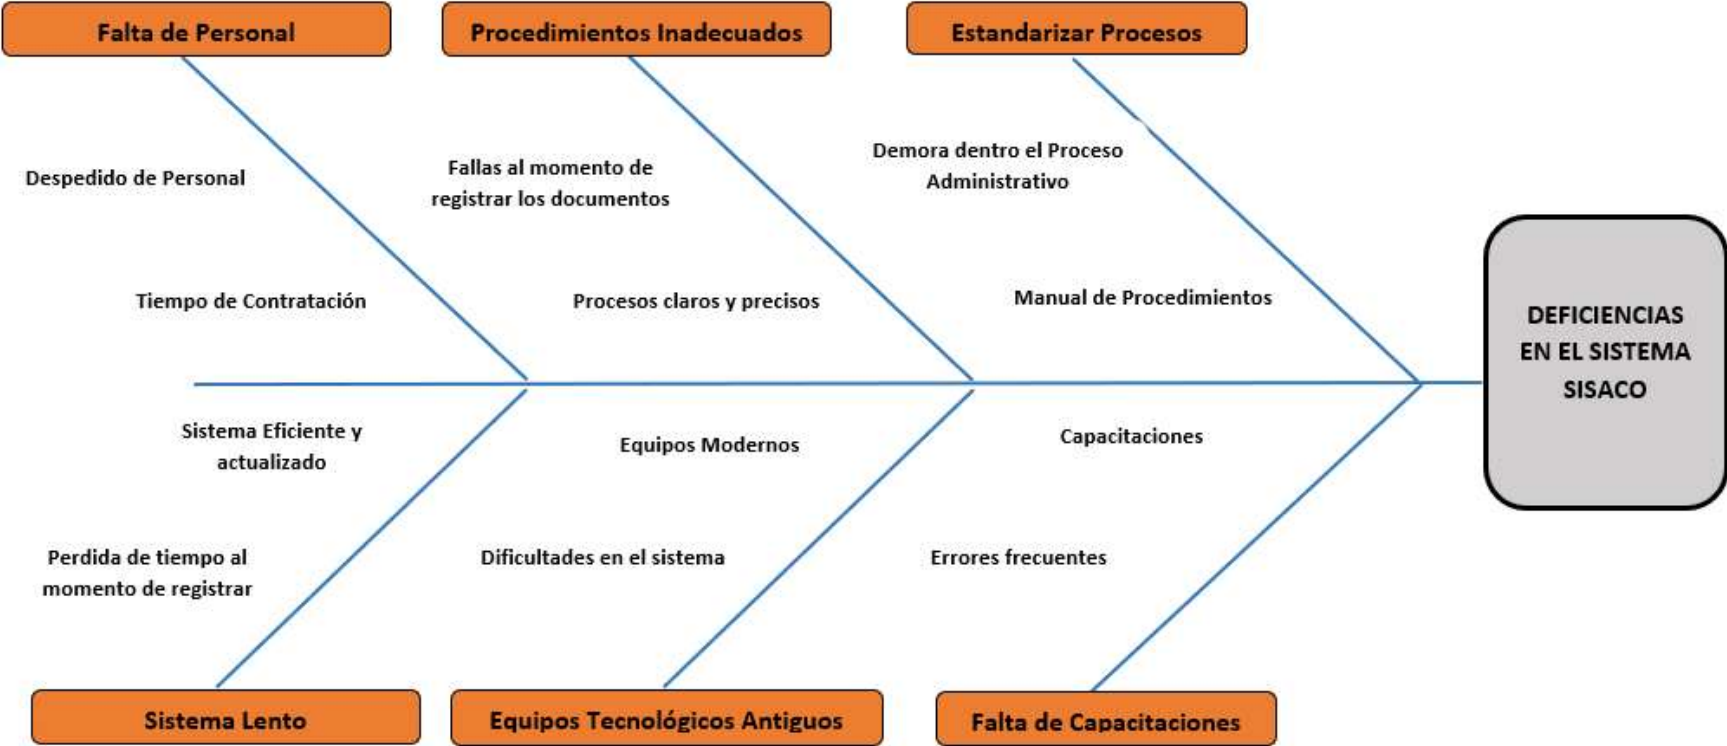 Falta de Personal
Procedimientos Inadecuados
Estandarizar Procesos
Despedido de Personal
Fallas al momento de
registrar los documentos
Demora dentro el Proceso
Administrativo
Tiempo de Contratación
Procesos claros y precisos
Manual de Procedimientos
DEFICIENCIAS
EN EL SISTEMA
SISACO
Sistema Eficiente y
actualizado
Equipos Modernos
Capacitaciones
Perdida de tiempo al
momento de registrar
Dificultades en el sistema
Errores frecuentes
Sistema Lento
Equipos Tecnológicos Antiguos
Falta de Capacitaciones